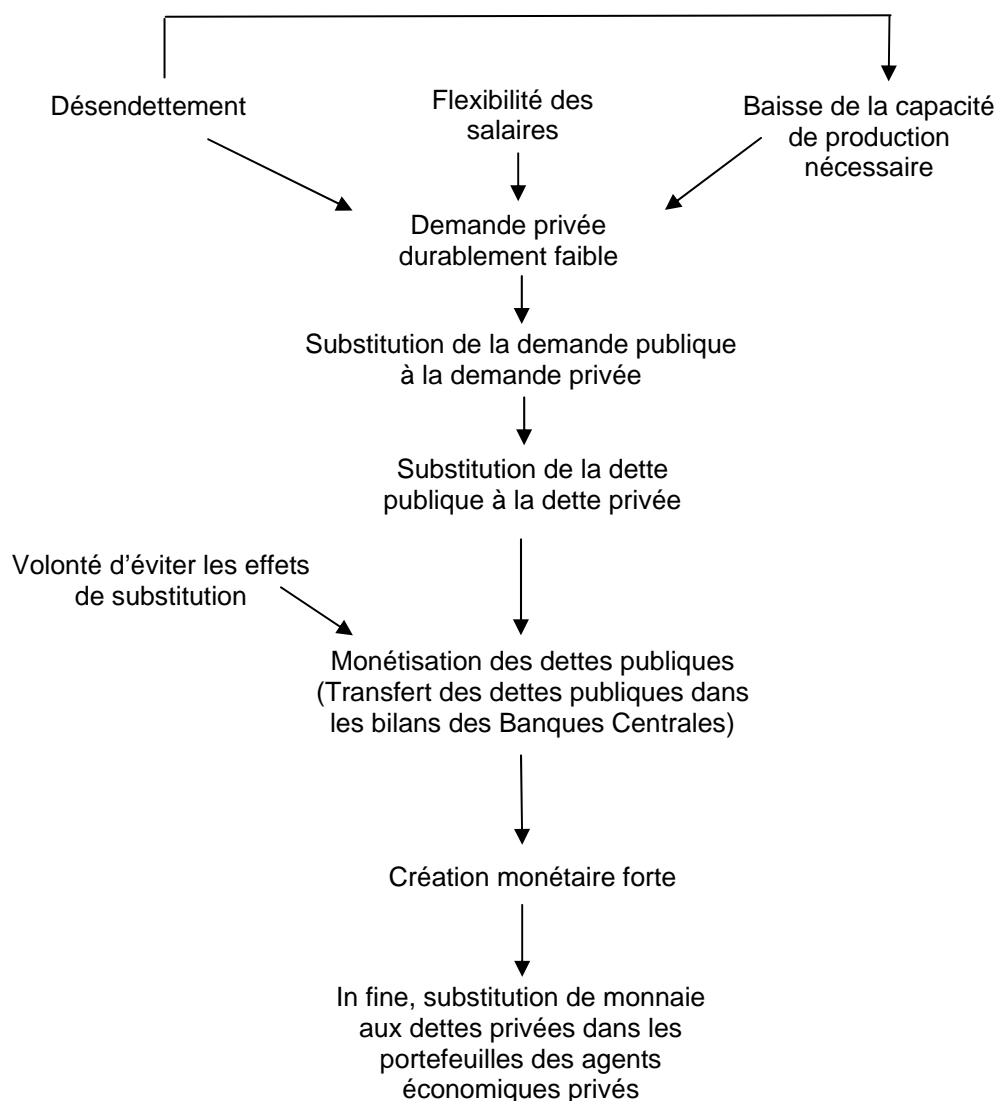 Désendettement
Flexibilité des
salaires
Baisse de la capacité
de production
nécessaire
Demande privée
durablement faible
Substitution de la demande publique
à la demande privée
Substitution de la dette
publique à la dette privée
Volonté d'éviter les effets
de substitution
Monétisation des dettes publiques
(Transfert des dettes publiques dans
les bilans des Banques Centrales)
Création monétaire forte
In fine, substitution de monnaie
aux dettes privées dans les
portefeuilles des agents
économiques privés